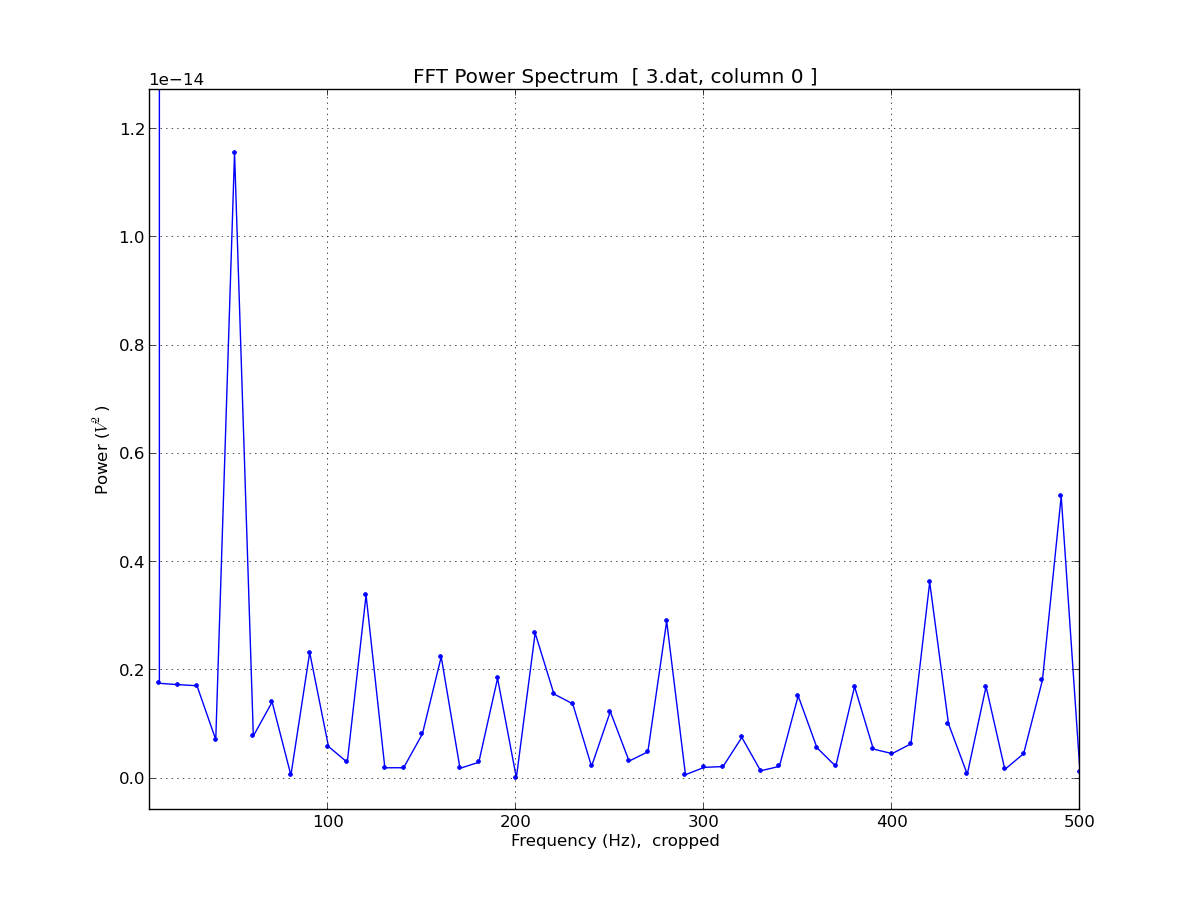 FFT Power Spectrum  [ 3.dat, column 0 ]
1e−14
1.2
1.0
0.8
0.6
0.4
0.2
0.0
Power (V² )
100 200 300 400 500
Frequency (Hz),  cropped